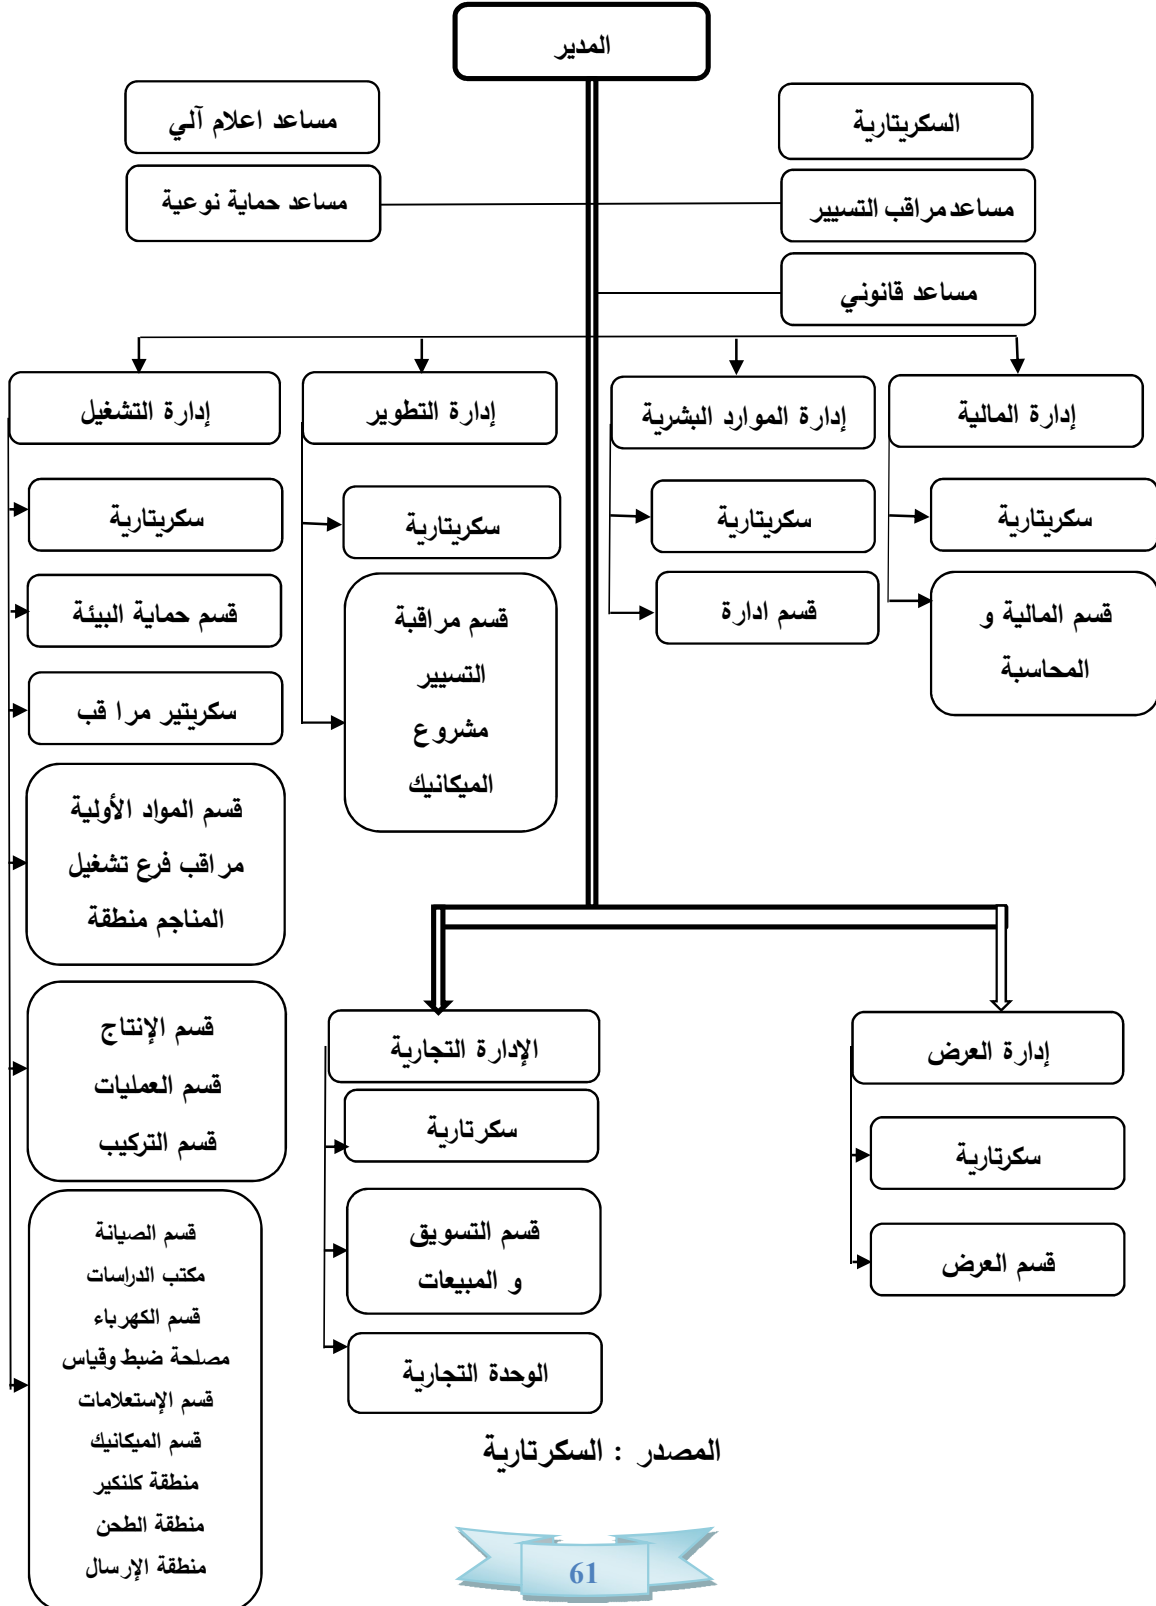 المدير
السكريتارية
مساعد اعلام آلي
مساعدمراقب التسيير
مساعد حماية نوعية
مساعد قانوني
إدارة المالية
إدارة الموارد البشرية
إدارة التطوير
إدارة التشغيل
سكريتارية
قسم المالية و
المحاسبة
سكريتارية
قسم ادارة
سكريتارية
قسم مراقبة
التسيير
مشروع
الميكانيك
سكريتارية
قسم حماية البيئة
سكريتير مرا قب
قسم المواد الأولية
مراقب فرع تشغيل
المناجم منطقة
قسم الإنتاج
قسم العمليات
قسم التركيب
قسم الصيانة
مكتب الدراسات
قسم الكهرباء
مصلحة ضبط وقياس
قسم الإستعلامات
قسم الميكانيك
منطقة كلنكير
منطقة الطحن
منطقة الإرسال
إدارة العرض
سكرتارية
قسم العرض
الإدارة التجارية
سكرتارية
قسم التسويق
و المبيعات
الوحدة التجارية
المصدر : السكرتارية
61